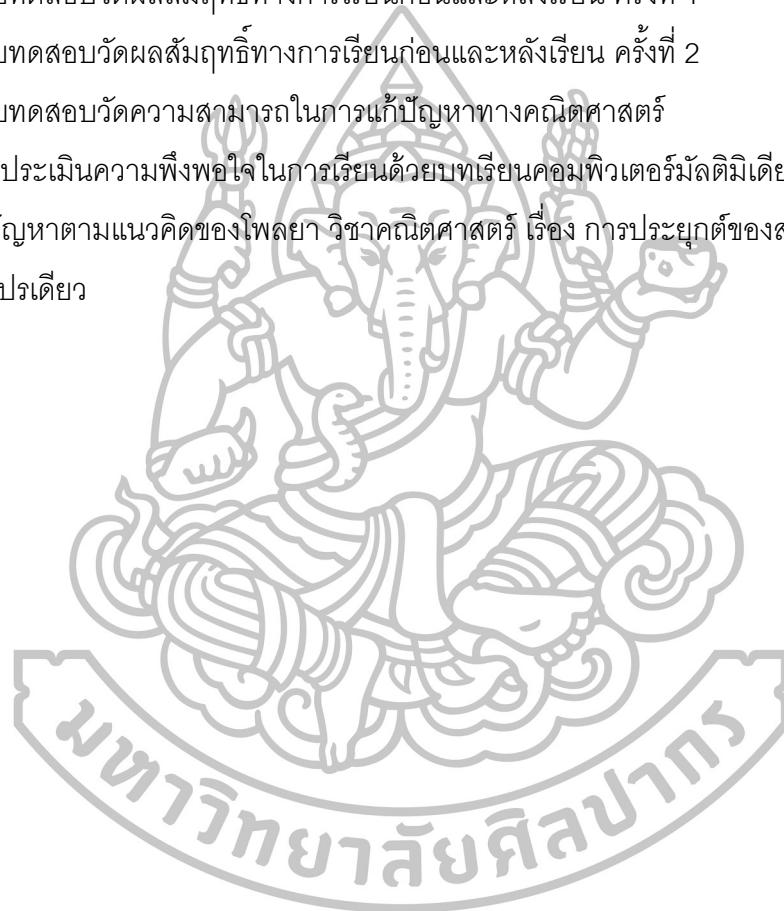 บทดสอบวัดผลสัมฤทธิ์ทางการเรียนก่อนและหลังเรียน ครั้งที่ 2
บทดสอบวัดความสามารถในการแก้ปัญหาทางคณิตศาสตร์
ประเมินความพึงพอใจในการเรียนด้วยบทเรียนคอมพิวเตอร์มัลติมิเดีย
ัญหาตามแนวคิดของโพลยา วิชาคณิตศาสตร์ เรื่อง การประยุกต์ของส
ปรเดียว
มหาวิทยาลัยศิลปากร